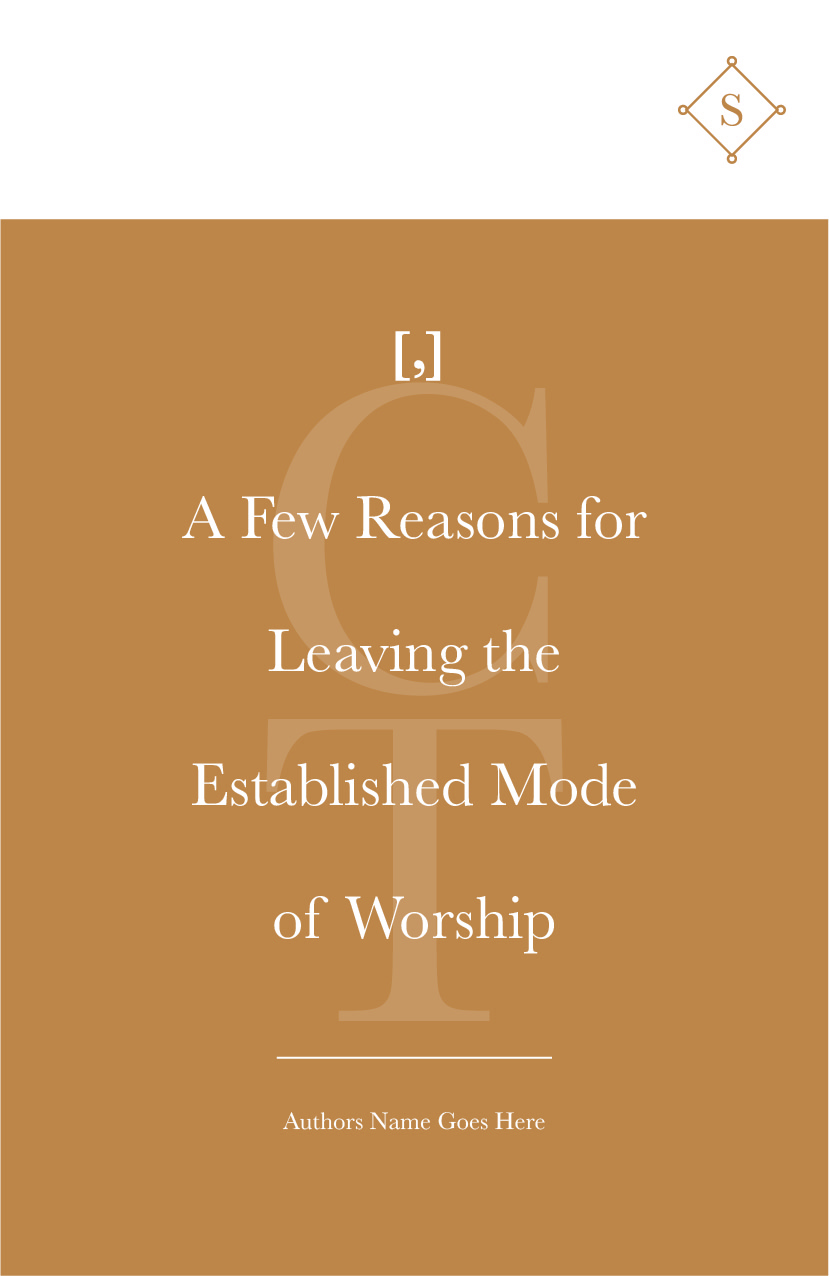 S
[,]
C
A Few Reasons for
Leaving the
T
Established Mode
of Worship
Authors Name Goes Here